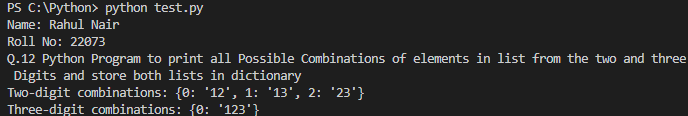 PS C:\Python> python test.py
Name: Rahul Nair
Roll No: 22073
Q.12 Python Program to print all Possible Combinations of elements in list from the two and three
 Digits and store both lists in dictionary
Two-digit combinations: {0: '12', 1: '13', 2: '23'}
Three-digit combinations: {0: '123'}